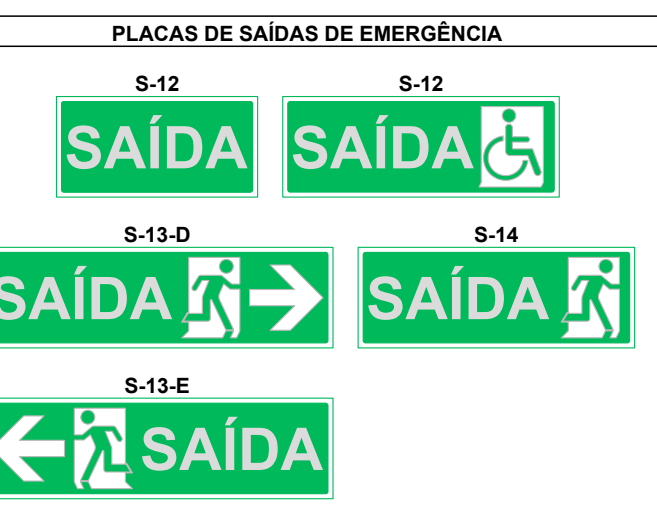 PLACAS DE SAÍDAS DE EMERGÊNCIA
S-12 S-12
SAÍDA SAÍDA
S-13-D S-14
SAÍDA SAÍDA
S-13-E
SAÍDA